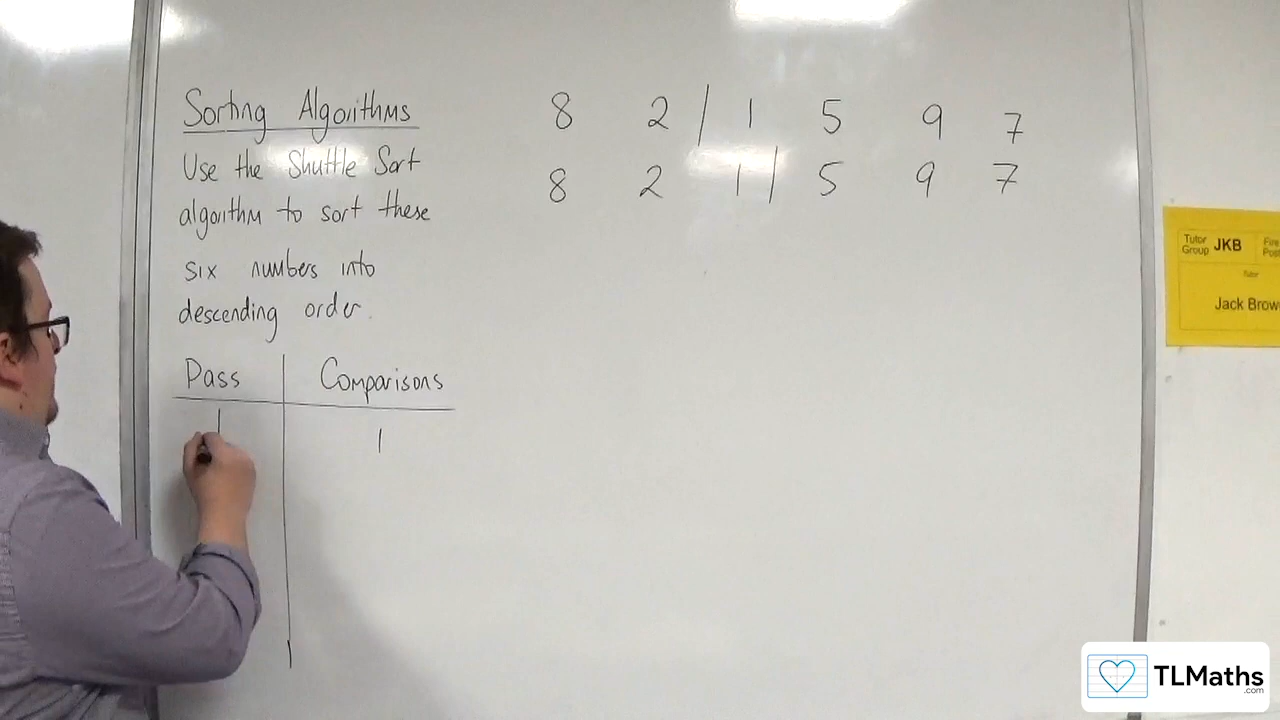 Sorting Algorithms
Use the Shuttle Sort
algorithm to sort these
six numbers into
descending order.
Pass | Comparisons
1 | 1
8 2 / 1 5 9 7
8 2 1 / 5 9 7
Tutor Group JKB
Tutor
Jack Brow
TLMaths
.com